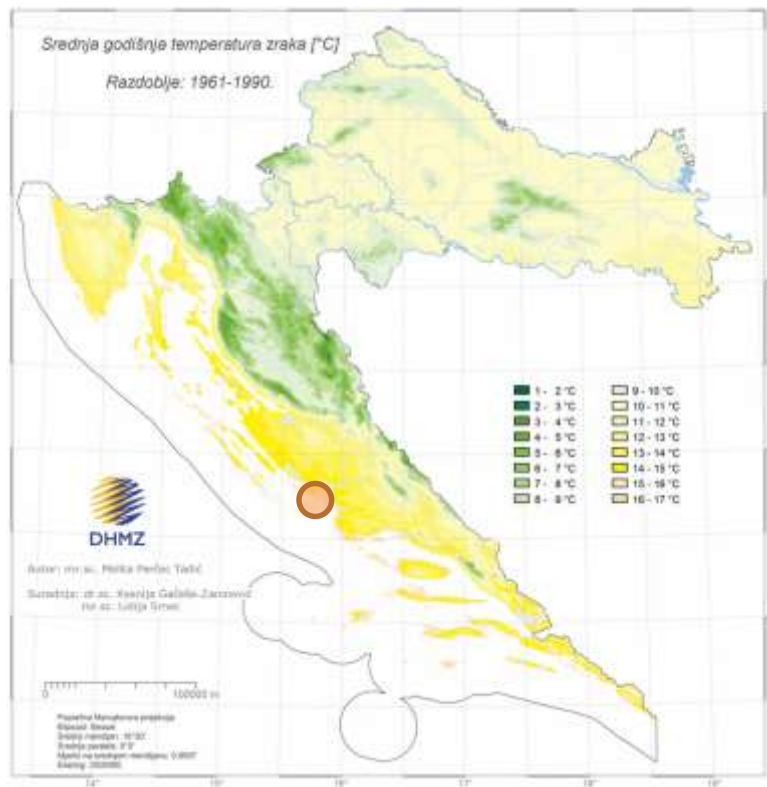 Srednja godišnja temperatura zraka [°C]
Razdoblje: 1961-1990.
1 - 2 °C
2 - 3 °C
3 - 4 °C
4 - 5 °C
5 - 6 °C
6 - 7 °C
7 - 8 °C
8 - 9 °C
9 - 10 °C
10 - 11 °C
11 - 12 °C
12 - 13 °C
13 - 14 °C
14 - 15 °C
15 - 16 °C
16 - 17 °C
DHMZ
Autor: mr.sc. Melita Perčec Tadić
Suradnja: dr.sc. Ksenija
mr.sc.
0 100000 m
14° 15° 16° 17° 18° 19°